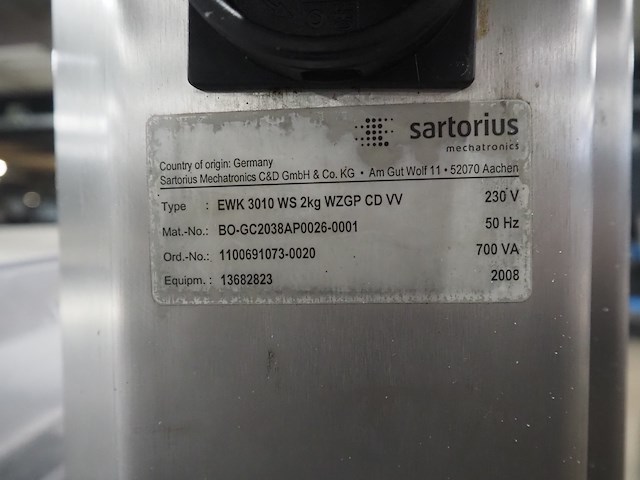 sartorius
mechatronics
Country of origin: Germany
Sartorius Mechatronics C&D GmbH & Co. KG • Am Gut Wolf 11 • 52070 Aachen
Type : EWK 3010 WS 2kg WZGP CD VV 230 V
Mat.-No.: BO-GC2038AP0026-0001 50 Hz
Ord.-No.: 1100691073-0020 700 VA
Equipm. : 13682823 2008